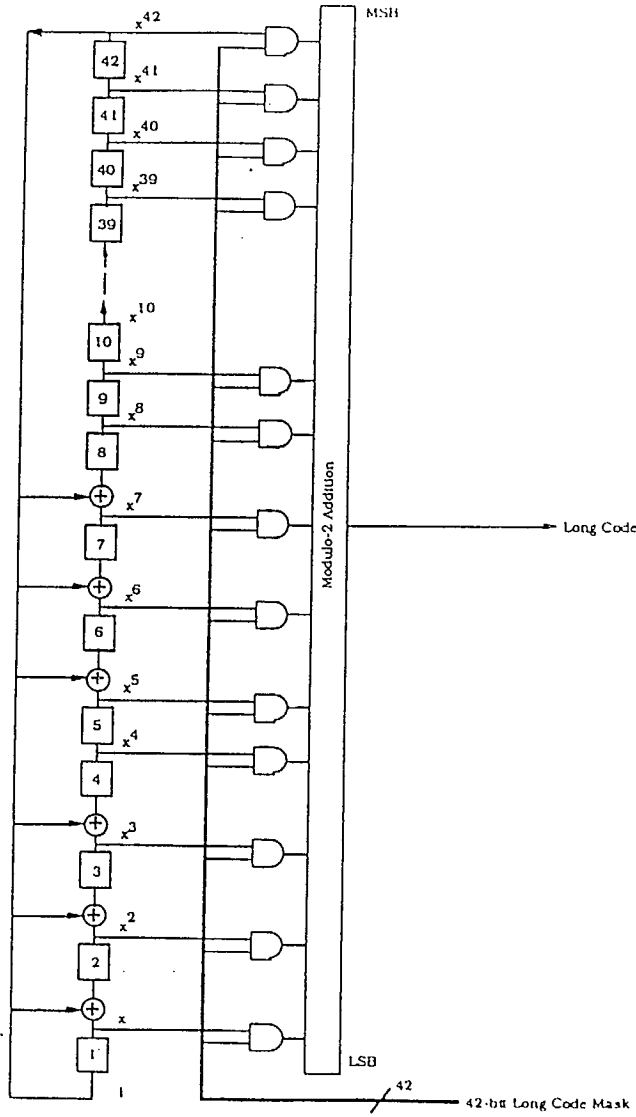 x^42
MSB
42
x^41
41
x^40
40
x^39
39
x^10
10
x^9
9
x^8
8
x^7
7
Modulo-2 Addition
Long Code
x^6
6
x^5
5
x^4
4
x^3
3
x^2
2
x
1
LSB
1
42
42-bit Long Code Mask